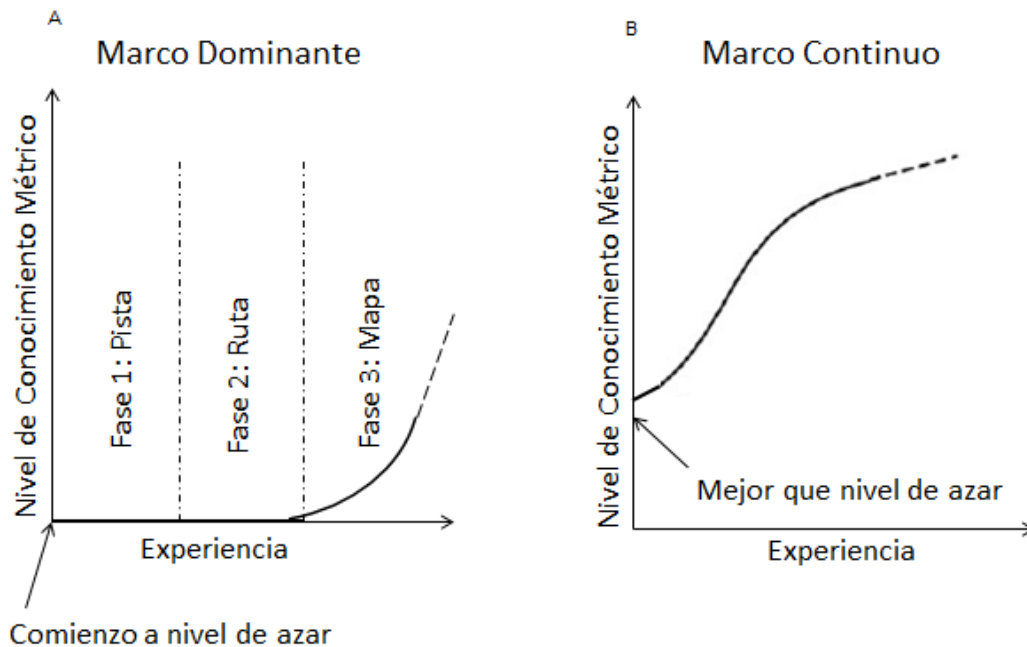 A
Marco Dominante
Nivel de Conocimiento Métrico
Fase 1: Pista
Fase 2: Ruta
Fase 3: Mapa
Experiencia
Comienzo a nivel de azar
B
Marco Continuo
Nivel de Conocimiento Métrico
Mejor que nivel de azar
Experiencia